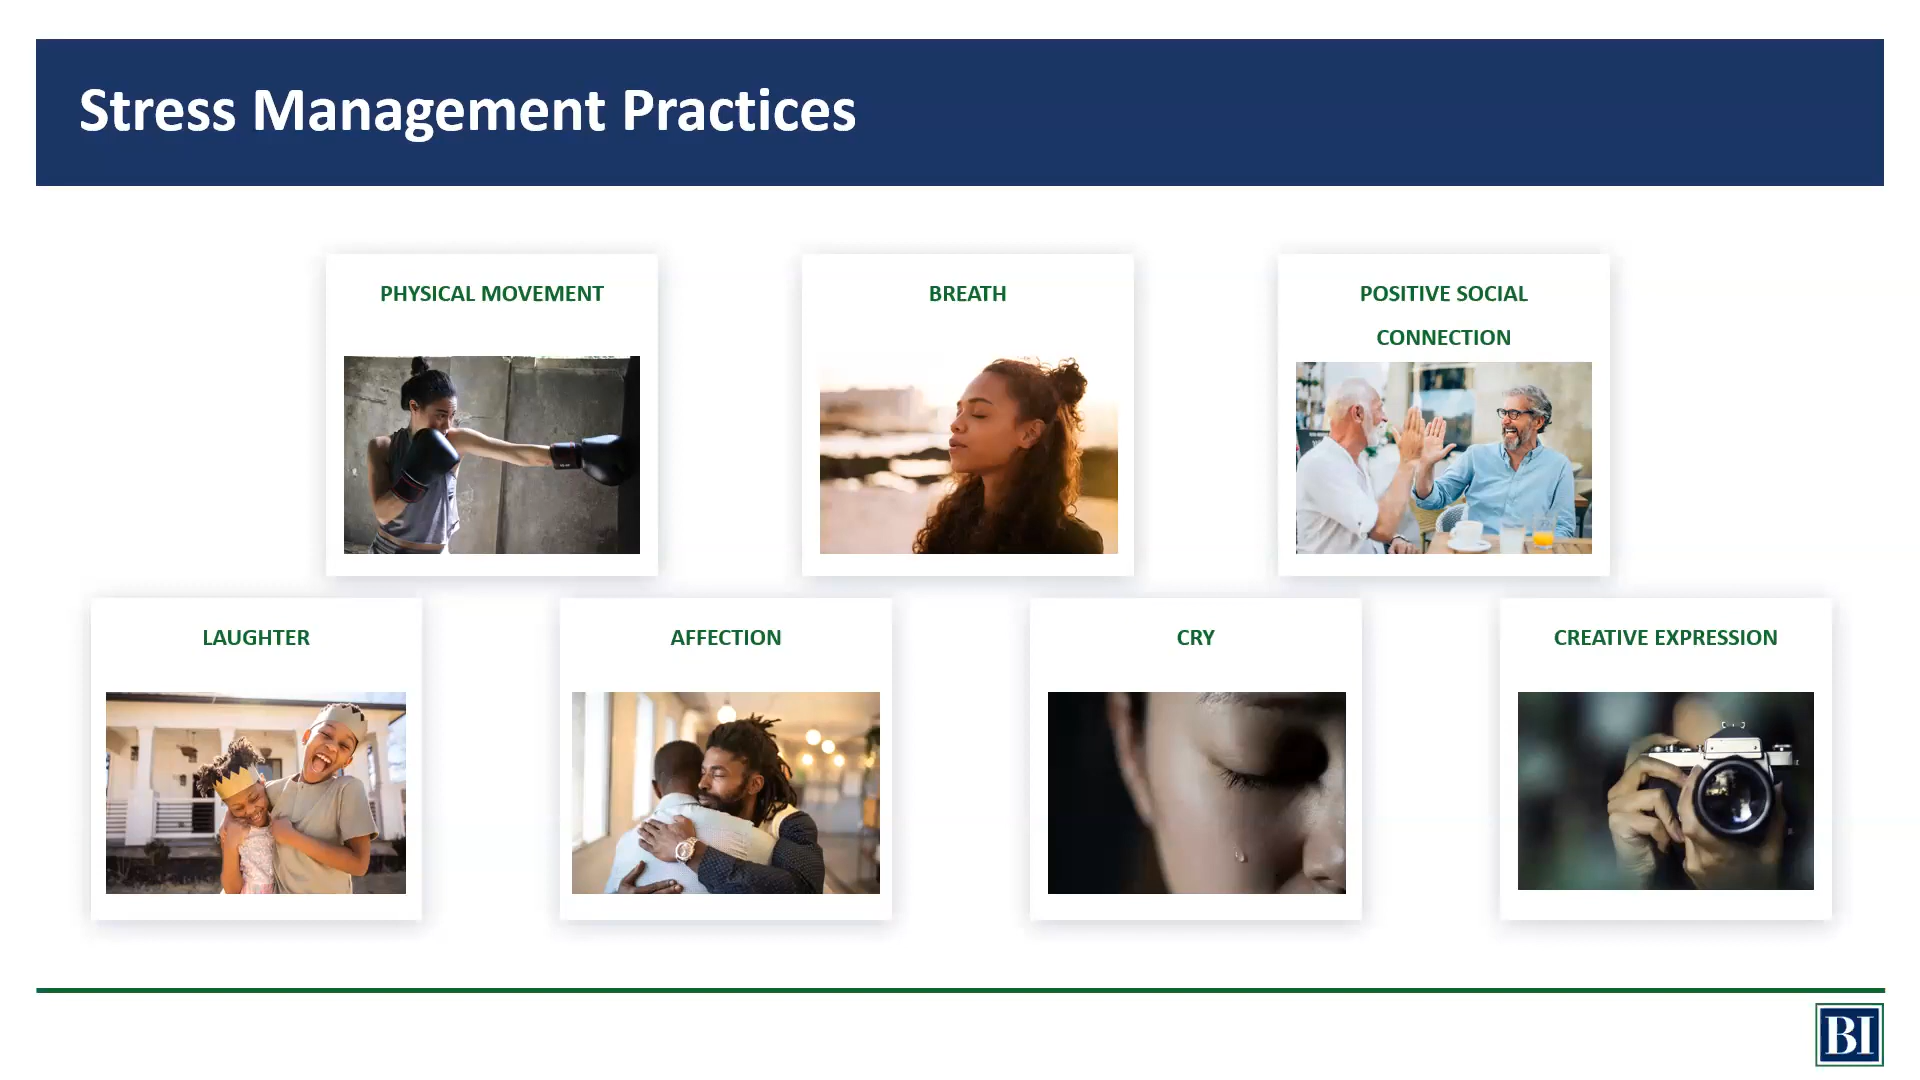 Stress Management Practices
PHYSICAL MOVEMENT
BREATH
POSITIVE SOCIAL
CONNECTION
LAUGHTER
AFFECTION
CRY
CREATIVE EXPRESSION
BI